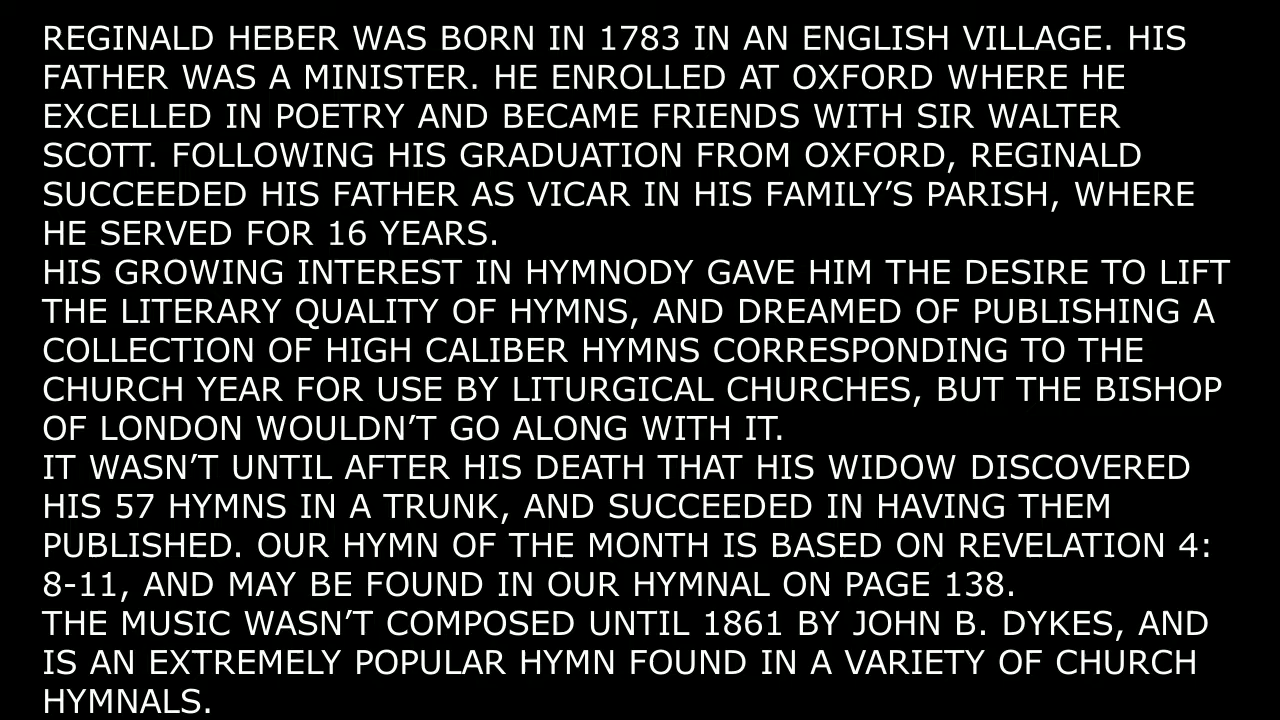 REGINALD HEBER WAS BORN IN 1783 IN AN ENGLISH VILLAGE. HIS
FATHER WAS A MINISTER. HE ENROLLED AT OXFORD WHERE HE
EXCELLED IN POETRY AND BECAME FRIENDS WITH SIR WALTER
SCOTT. FOLLOWING HIS GRADUATION FROM OXFORD, REGINALD
SUCCEEDED HIS FATHER AS VICAR IN HIS FAMILY’S PARISH, WHERE
HE SERVED FOR 16 YEARS.
HIS GROWING INTEREST IN HYMNODY GAVE HIM THE DESIRE TO LIFT
THE LITERARY QUALITY OF HYMNS, AND DREAMED OF PUBLISHING A
COLLECTION OF HIGH CALIBER HYMNS CORRESPONDING TO THE
CHURCH YEAR FOR USE BY LITURGICAL CHURCHES, BUT THE BISHOP
OF LONDON WOULDN’T GO ALONG WITH IT.
IT WASN’T UNTIL AFTER HIS DEATH THAT HIS WIDOW DISCOVERED
HIS 57 HYMNS IN A TRUNK, AND SUCCEEDED IN HAVING THEM
PUBLISHED. OUR HYMN OF THE MONTH IS BASED ON REVELATION 4:
8-11, AND MAY BE FOUND IN OUR HYMNAL ON PAGE 138.
THE MUSIC WASN’T COMPOSED UNTIL 1861 BY JOHN B. DYKES, AND
IS AN EXTREMELY POPULAR HYMN FOUND IN A VARIETY OF CHURCH
HYMNALS.